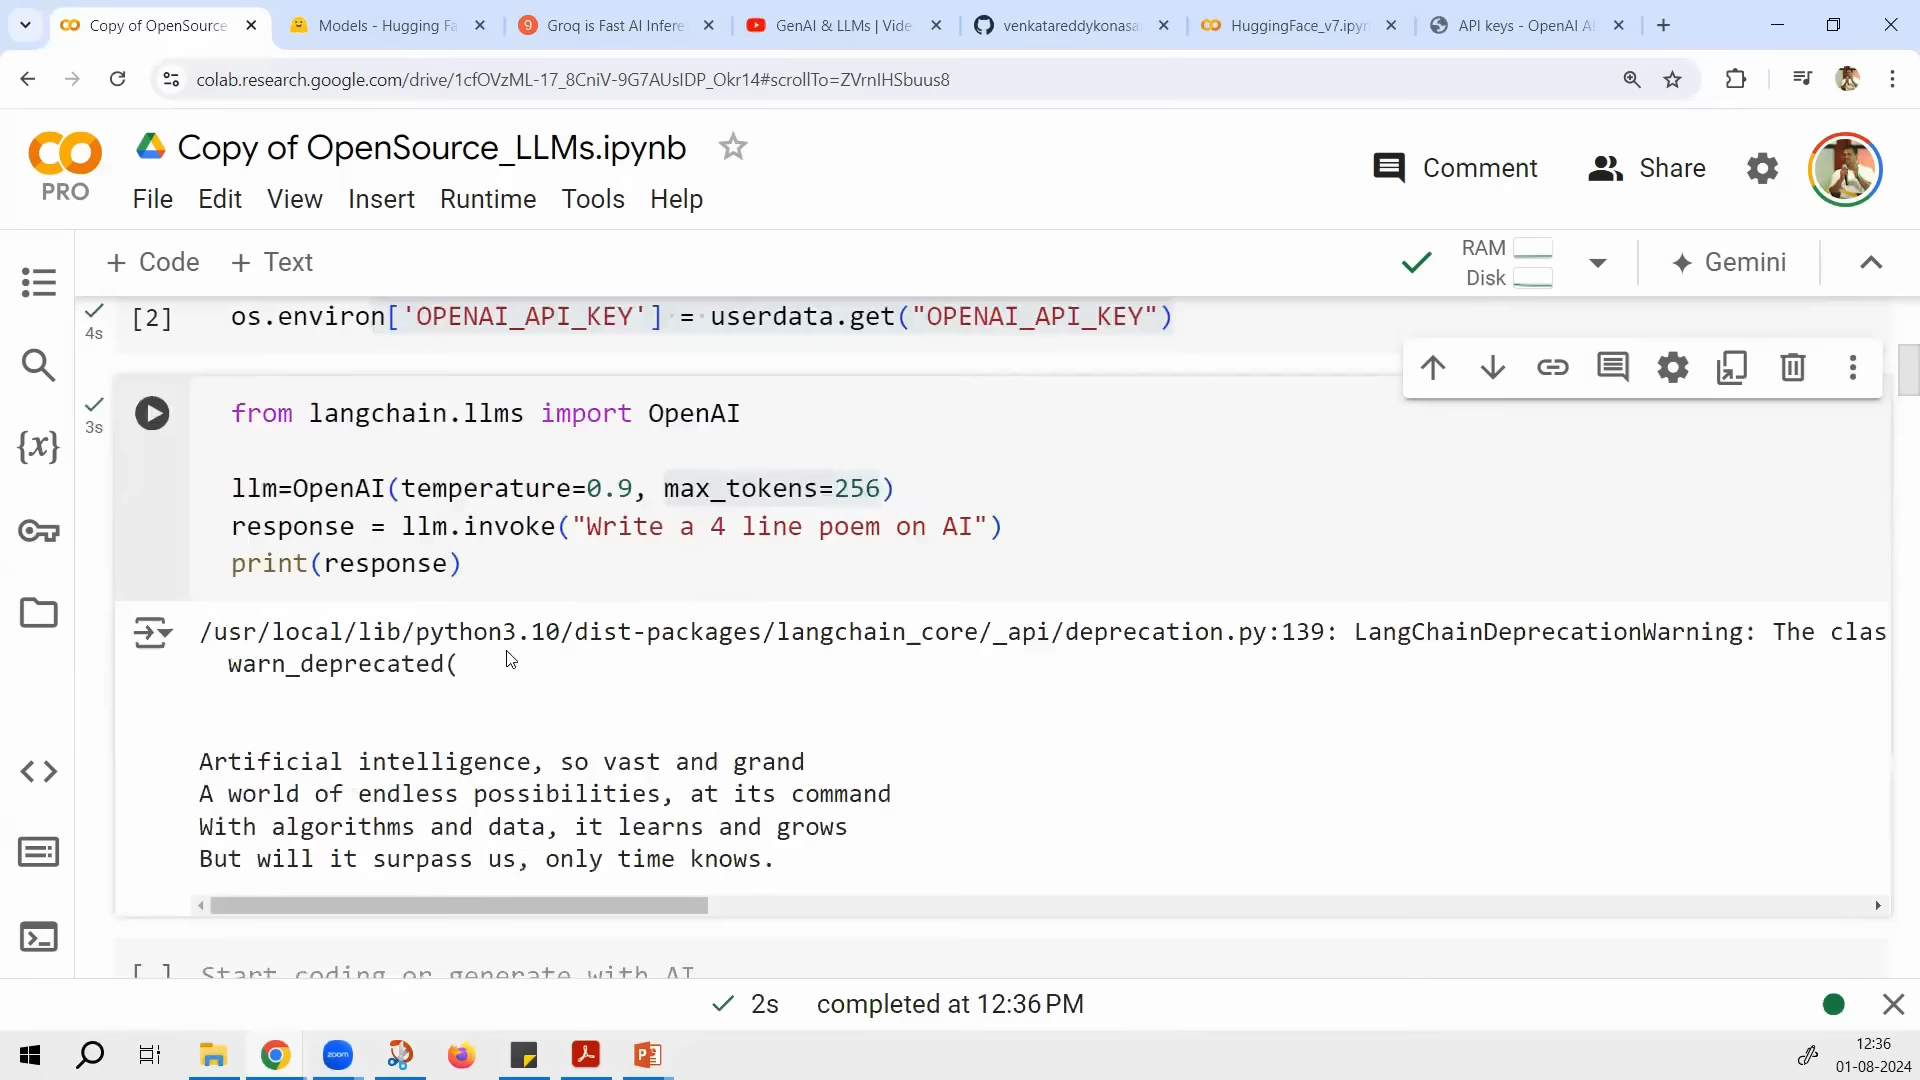 Copy of OpenSource
Models - Hugging Fa
Groq is Fast AI Infere
GenAI & LLMs | Vide
venkatareddykonasa
HuggingFace_v7.ipyn
API keys - OpenAI A
colab.research.google.com/drive/1cfOVzML-17_8CniV-9G7AUsIDP_Okr14#scrollTo=ZVrnIHSbuus8
PRO
Copy of OpenSource_LLMs.ipynb
Comment
Share
File Edit View Insert Runtime Tools Help
+ Code + Text
RAM
Disk
Gemini
4s
[2] os.environ['OPENAI_API_KEY'] = userdata.get("OPENAI_API_KEY")
3s
from langchain.llms import OpenAI
llm=OpenAI(temperature=0.9, max_tokens=256)
response = llm.invoke("Write a 4 line poem on AI")
print(response)
/usr/local/lib/python3.10/dist-packages/langchain_core/_api/deprecation.py:139: LangChainDeprecationWarning: The clas
warn_deprecated(
Artificial intelligence, so vast and grand
A world of endless possibilities, at its command
With algorithms and data, it learns and grows
But will it surpass us, only time knows.
[ ] Start coding or generate with AI
2s completed at 12:36 PM
zoom
12:36
01-08-2024